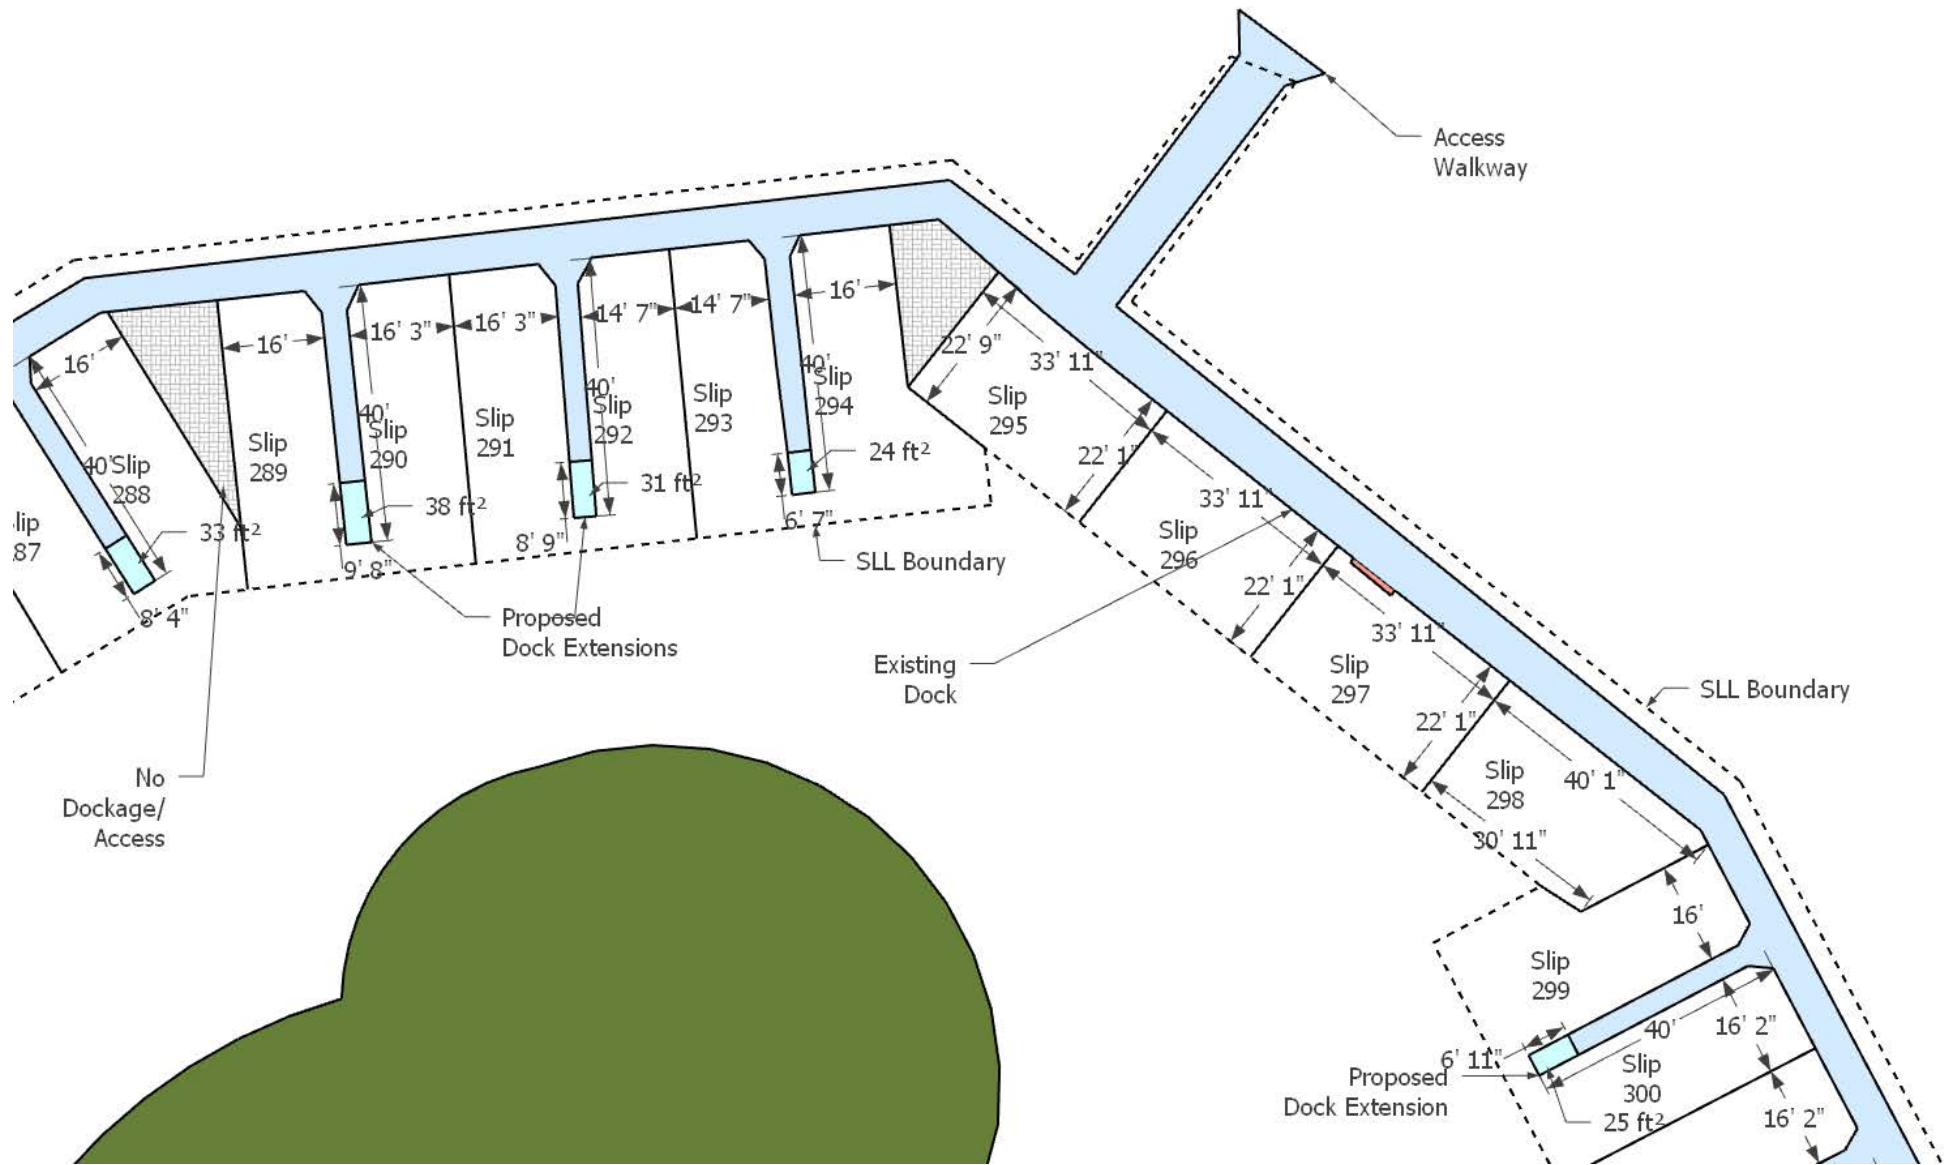 Access
Walkway
16'
16'
16' 3"
16' 3"
14' 7"
14' 7"
16'
22' 9"
33' 11"
40'
Slip
288
Slip
289
40'
Slip
290
Slip
291
40'
Slip
292
Slip
293
40'
Slip
294
Slip
295
22' 1"
33' 11"
33 ft²
38 ft²
31 ft²
24 ft²
87
8' 4"
9' 8"
8' 9"
6' 7"
SLL Boundary
Slip
296
22' 1"
33' 11"
Proposed
Dock Extensions
Existing
Dock
Slip
297
22' 1"
SLL Boundary
No
Dockage/
Access
Slip
298
40' 1"
30' 11"
16'
Slip
299
40'
16' 2"
6' 11"
Proposed
Dock Extension
Slip
300
25 ft²
16' 2"